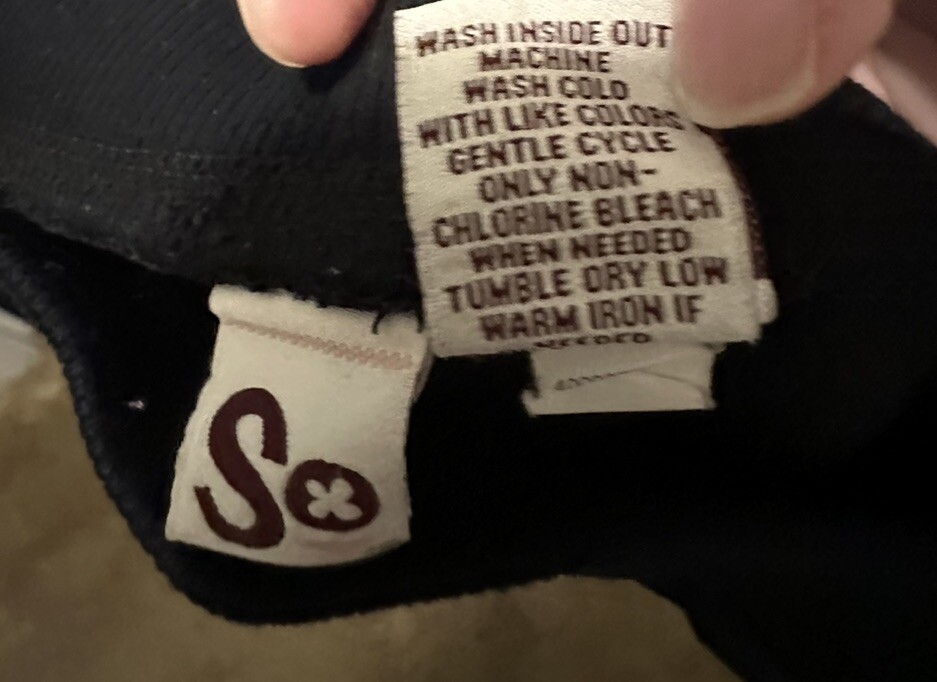 WASH INSIDE OUT
MACHINE
WASH COLD
WITH LIKE COLORS
GENTLE CYCLE
ONLY NON-
CHLORINE BLEACH
WHEN NEEDED
TUMBLE DRY LOW
WARM IRON IF
NEEDED
So